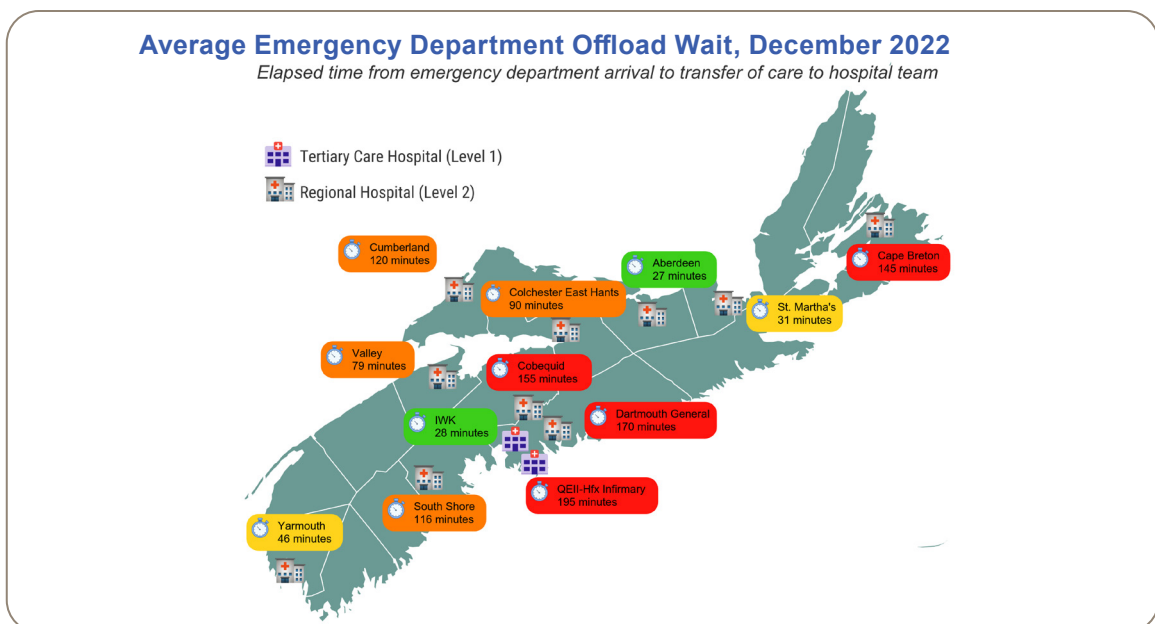 Average Emergency Department Offload Wait, December 2022
Elapsed time from emergency department arrival to transfer of care to hospital team
Tertiary Care Hospital (Level 1)
Regional Hospital (Level 2)
Cumberland
120 minutes
Aberdeen
27 minutes
Cape Breton
145 minutes
Colchester East Hants
90 minutes
St. Martha's
31 minutes
Valley
79 minutes
Cobequid
155 minutes
IWK
28 minutes
Dartmouth General
170 minutes
QEII-Hfx Infirmary
195 minutes
South Shore
116 minutes
Yarmouth
46 minutes